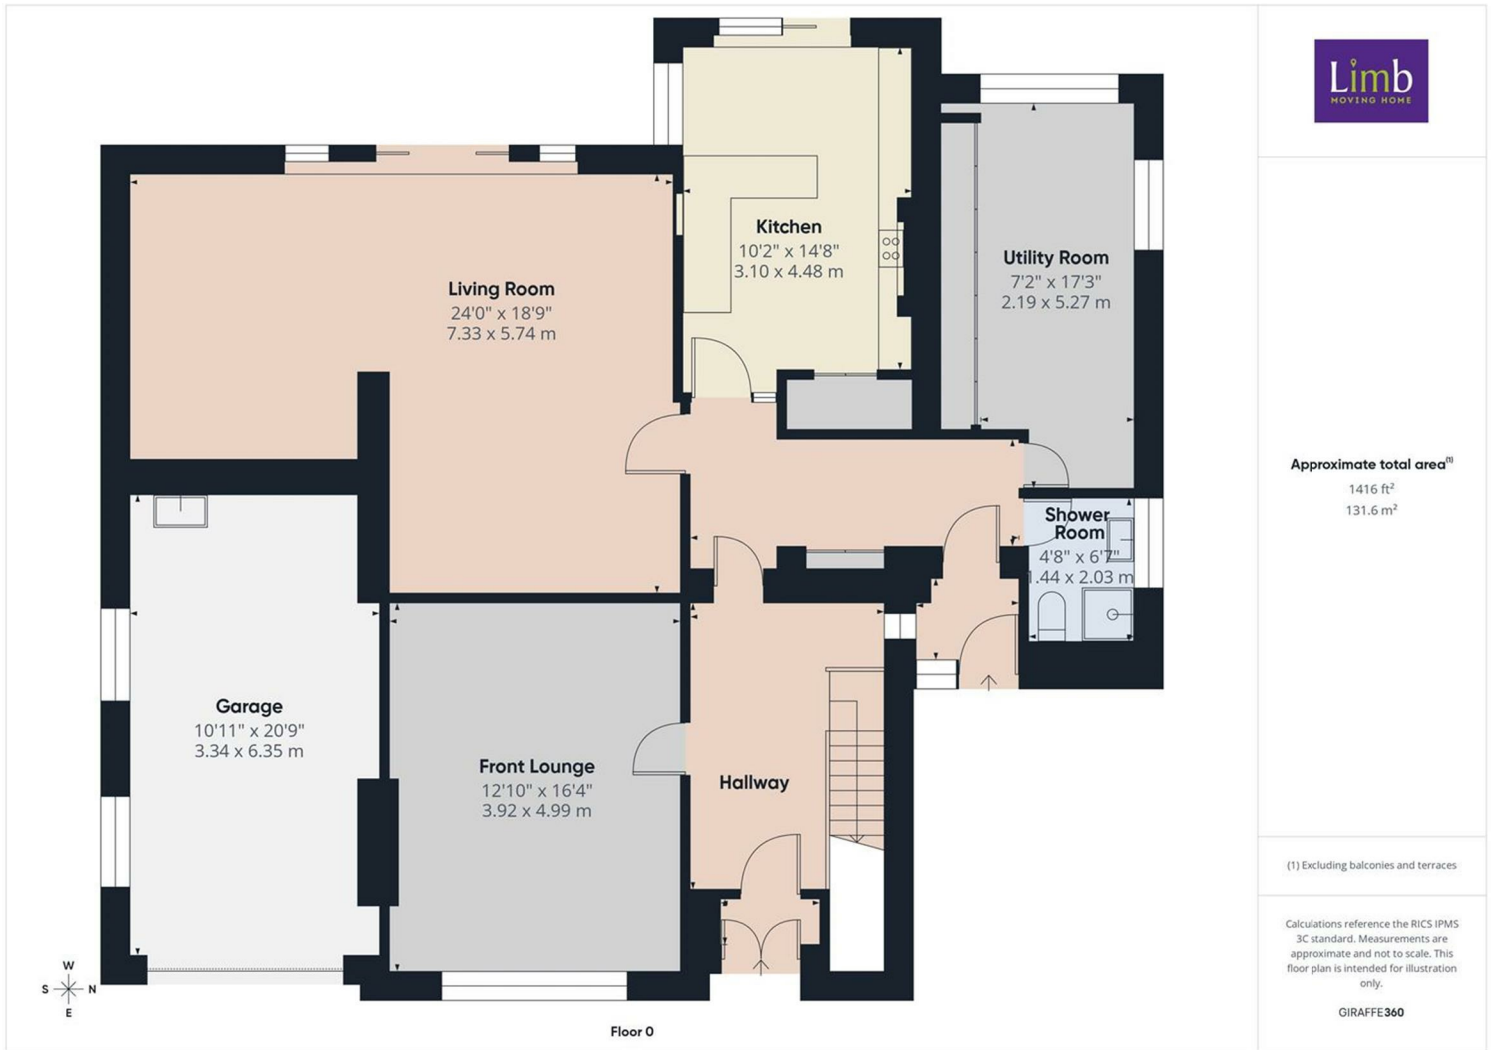 Limb
MOVING HOME
Kitchen
10'2" x 14'8"
3.10 x 4.48 m
Utility Room
7'2" x 17'3"
2.19 x 5.27 m
Living Room
24'0" x 18'9"
7.33 x 5.74 m
Shower
Room
4'8" x 6'7"
1.44 x 2.03 m
Garage
10'11" x 20'9"
3.34 x 6.35 m
Front Lounge
12'10" x 16'4"
3.92 x 4.99 m
Hallway
W
S N
E
Floor 0
Approximate total area(1)
1416 ft²
131.6 m²
(1) Excluding balconies and terraces
Calculations reference the RICS IPMS
3C standard. Measurements are
approximate and not to scale. This
floor plan is intended for illustration
only.
GIRAFFE360